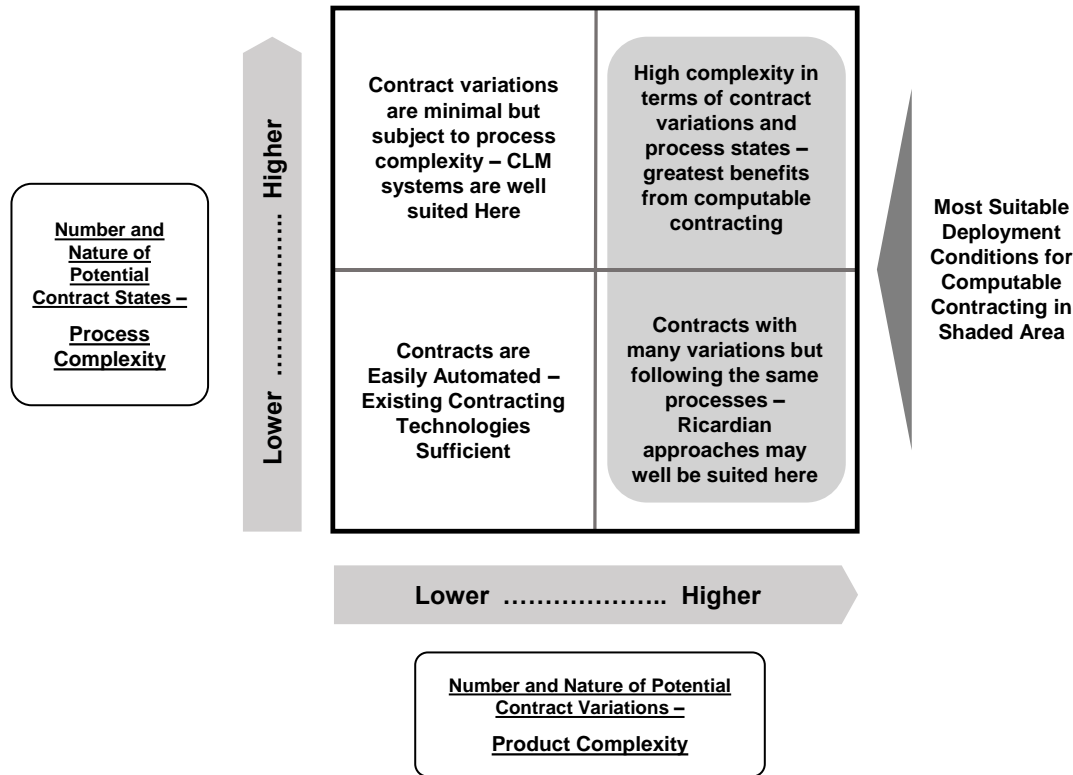 Number and
Nature of
Potential
Contract States –
Process
Complexity
Lower ………………….. Higher
Contract variations
are minimal but
subject to process
complexity – CLM
systems are well
suited Here
High complexity in
terms of contract
variations and
process states –
greatest benefits
from computable
contracting
Contracts are
Easily Automated –
Existing Contracting
Technologies
Sufficient
Contracts with
many variations but
following the same
processes –
Ricardian
approaches may
well be suited here
Most Suitable
Deployment
Conditions for
Computable
Contracting in
Shaded Area
Lower ………………….. Higher
Number and Nature of Potential
Contract Variations –
Product Complexity